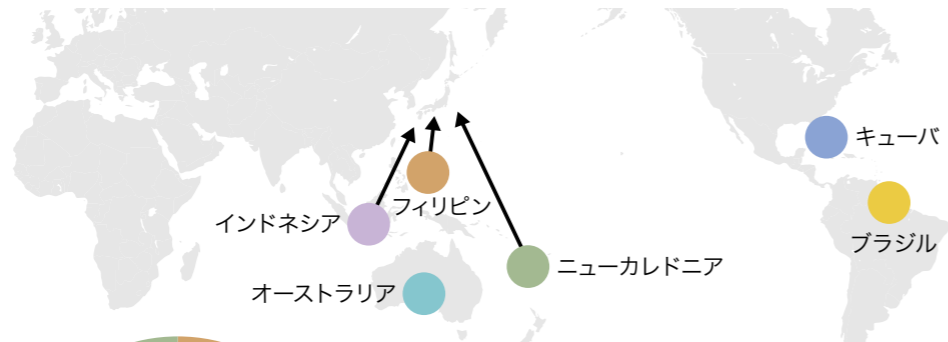 キューバ
フィリピン
インドネシア
ブラジル
ニューカレドニア
オーストラリア